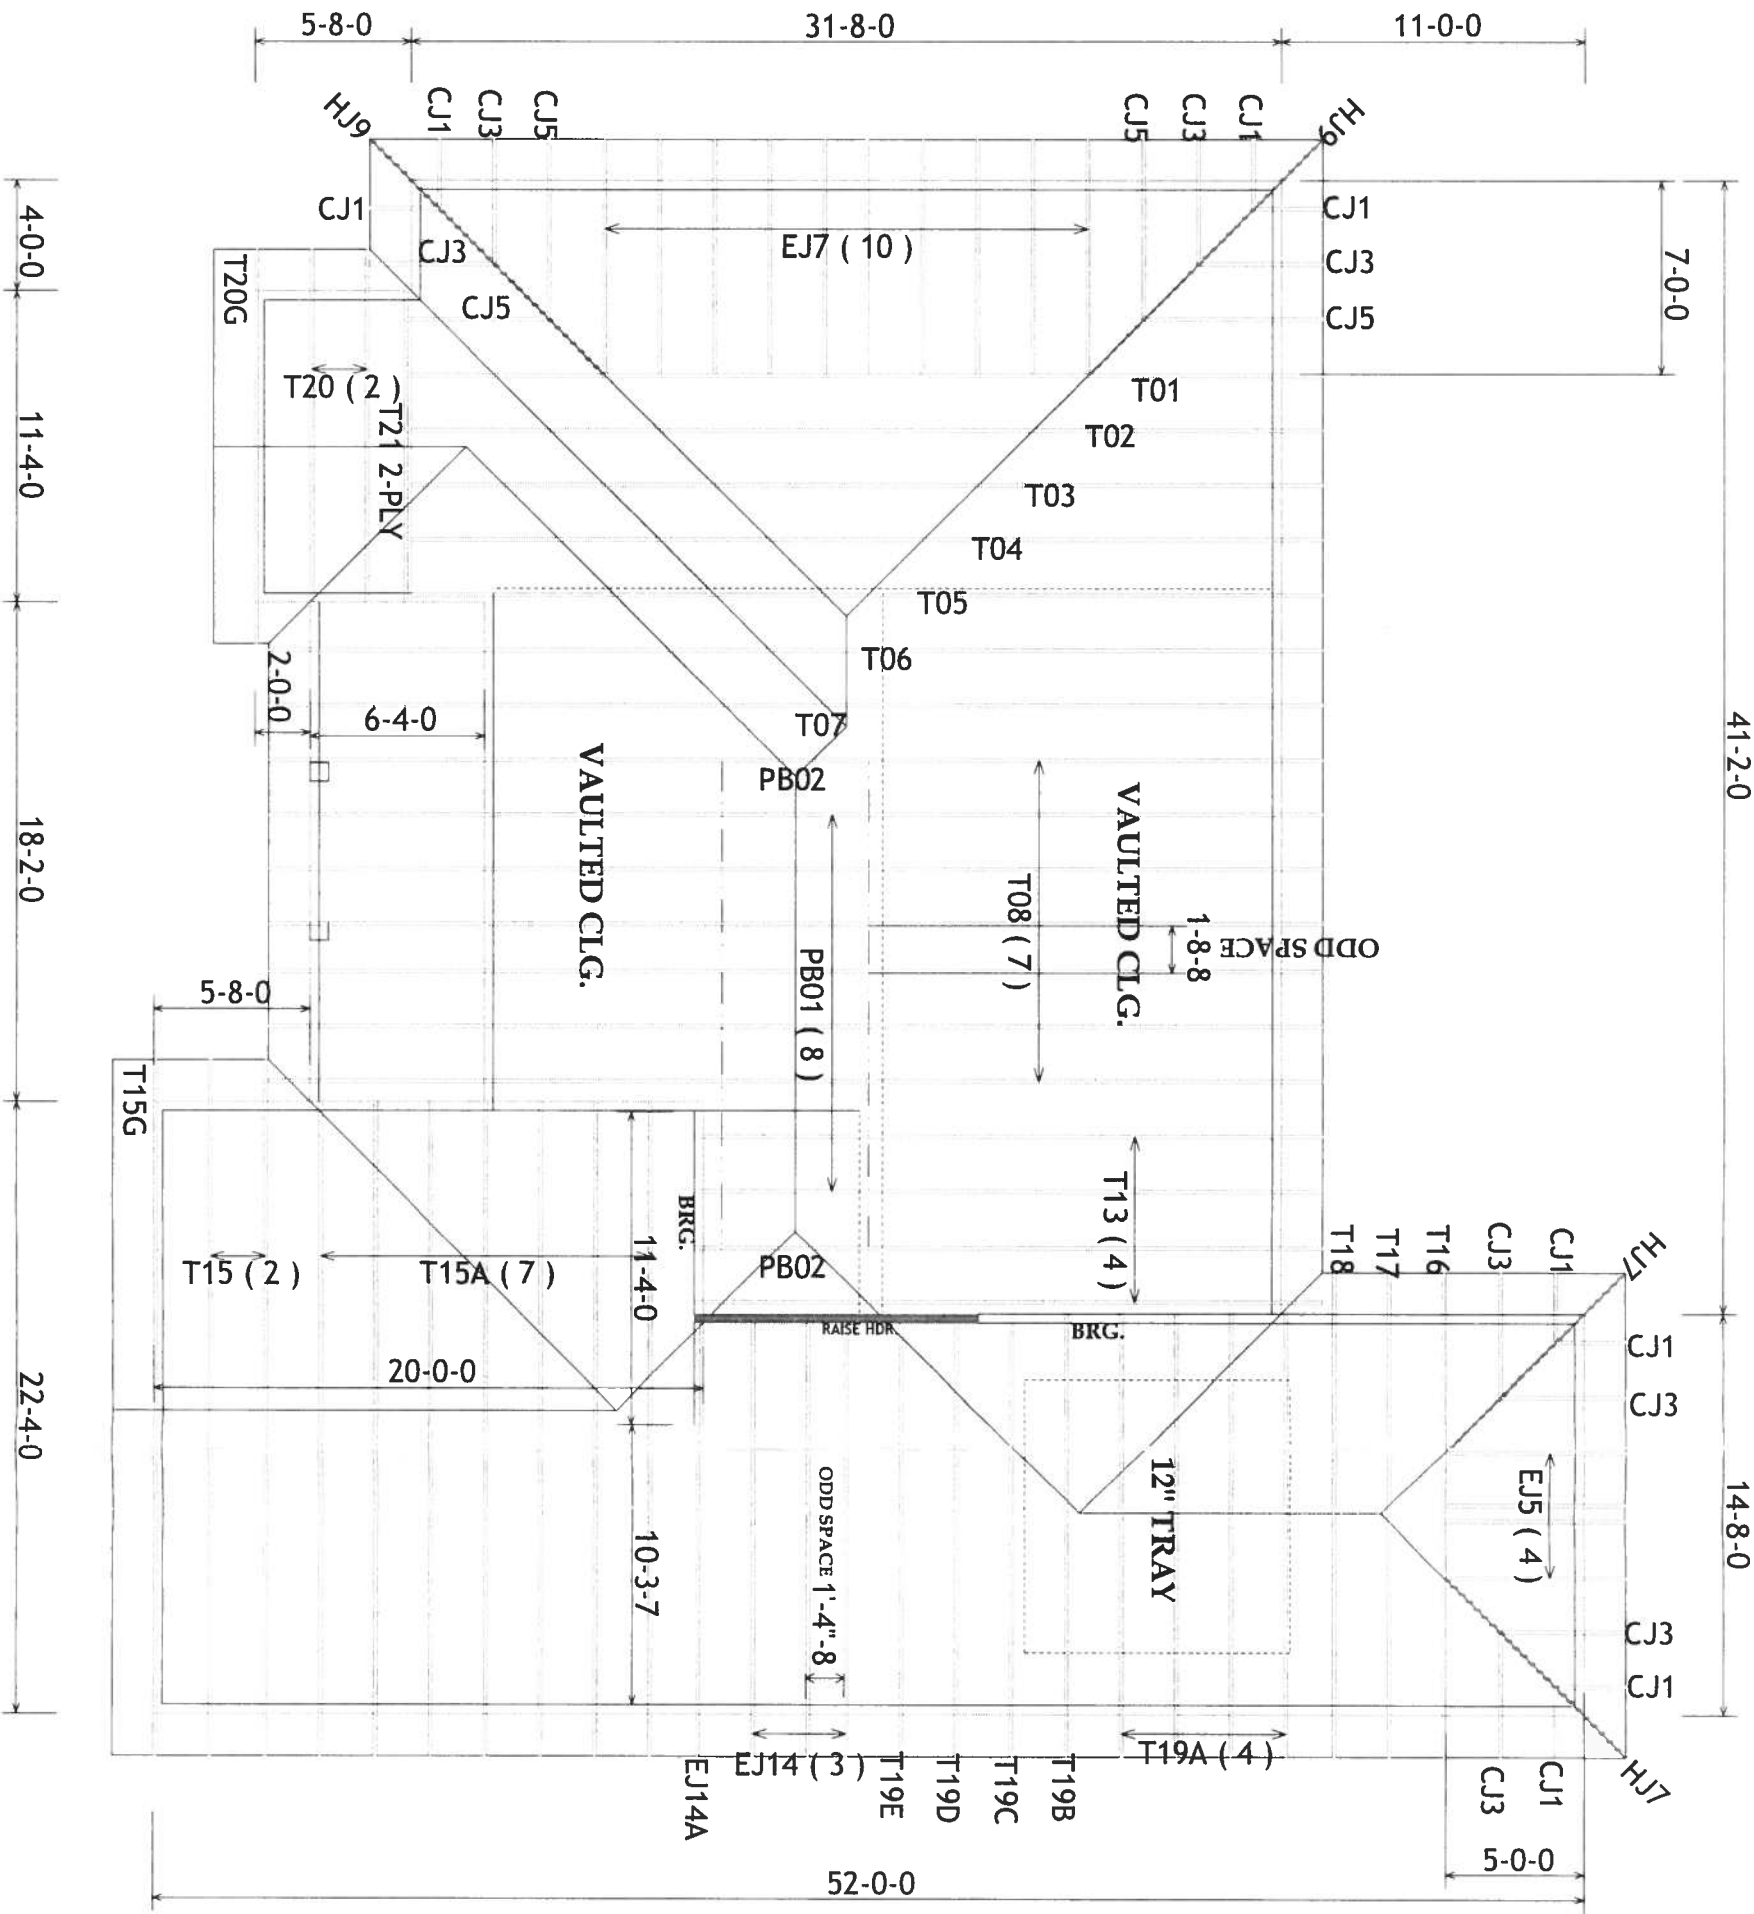 5-8-0
31-8-0
11-0-0
HJ9
CJ1
CJ3
CJ5
CJ5
CJ3
CJ1
HJ9
CJ1
CJ3
CJ5
CJ1
CJ3
CJ5
4-0-0
7-0-0
EJ7 ( 10 )
T20G
T20 ( 2 )
T21 2-PLY
11-4-0
T01
T02
T03
T04
T05
T06
T07
PB02
2-0-0
6-4-0
41-2-0
VAULTED CLG.
VAULTED CLG.
T08 ( 7 )
1-8-8
ODD SPACE
18-2-0
PB01 ( 8 )
5-8-0
T15G
T13 ( 4 )
BRG.
11-4-0
PB02
T15 ( 2 )
T15A ( 7 )
T18
T17
T16
CJ3
CJ1
HJ7
RAISE HDR.
BRG.
CJ1
CJ3
20-0-0
22-4-0
12" TRAY
EJ5 ( 4 )
14-8-0
ODD SPACE 1'-4"-8
10-3-7
CJ3
CJ1
EJ14A
EJ14 ( 3 )
T19E
T19D
T19C
T19B
T19A ( 4 )
CJ3
CJ1
HJ7
5-0-0
52-0-0